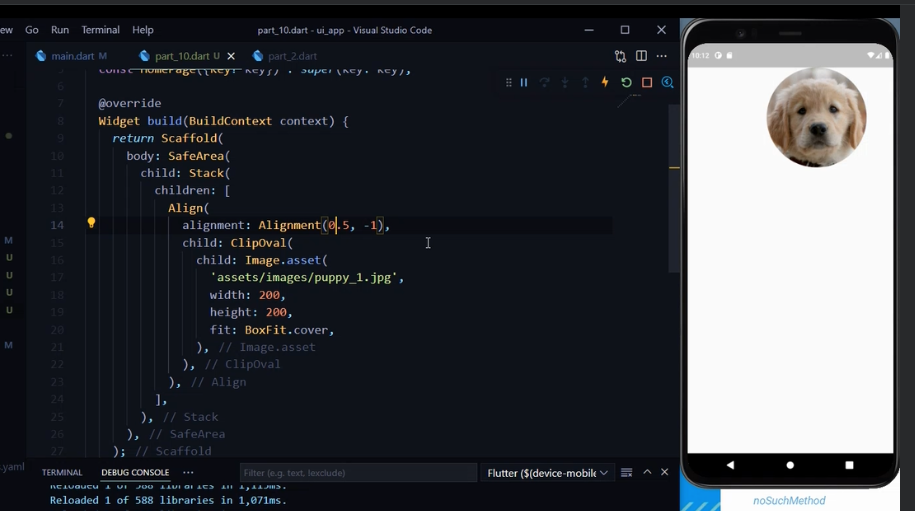 ew Go Run Terminal Help part_10.dart - ui_app - Visual Studio Code
main.dart M part_10.dart U part_2.dart
5 const HomePage({Key? key}) : super(key: key);
6
7 @override
8 Widget build(BuildContext context) {
9 return Scaffold(
10 body: SafeArea(
11 child: Stack(
12 children: [
13 Align(
14 alignment: Alignment(0.5, -1),
15 child: ClipOval(
16 child: Image.asset(
17 'assets/images/puppy_1.jpg',
18 width: 200,
19 height: 200,
20 fit: BoxFit.cover,
21 ), // Image.asset
22 ), // ClipOval
23 ), // Align
24 ],
25 ), // Stack
26 ), // SafeArea
27 ); // Scaffold
M
U
U
U
U
M
.yaml
TERMINAL DEBUG CONSOLE Filter (e.g. text, !exclude) Flutter ($(device-mobile
Reloaded 1 of 588 libraries in 1,115ms.
Reloaded 1 of 588 libraries in 1,071ms.
10:12
noSuchMethod